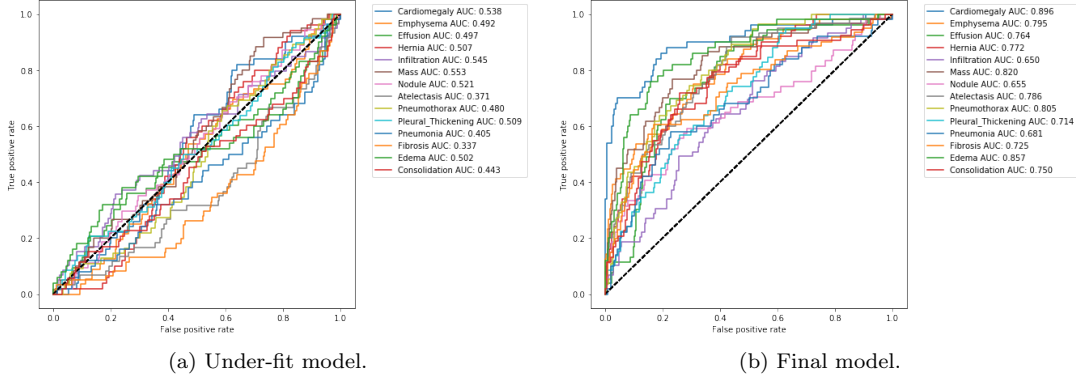 1.0
0.8
0.6
0.4
0.2
0.0
True positive rate
0.0 0.2 0.4 0.6 0.8 1.0
False positive rate
Cardiomegaly AUC: 0.538
Emphysema AUC: 0.492
Effusion AUC: 0.497
Hernia AUC: 0.507
Infiltration AUC: 0.545
Mass AUC: 0.553
Nodule AUC: 0.521
Atelectasis AUC: 0.371
Pneumothorax AUC: 0.480
Pleural_Thickening AUC: 0.509
Pneumonia AUC: 0.405
Fibrosis AUC: 0.337
Edema AUC: 0.502
Consolidation AUC: 0.443
(a) Under-fit model.
1.0
0.8
0.6
0.4
0.2
0.0
True positive rate
0.0 0.2 0.4 0.6 0.8 1.0
False positive rate
Cardiomegaly AUC: 0.896
Emphysema AUC: 0.795
Effusion AUC: 0.764
Hernia AUC: 0.772
Infiltration AUC: 0.650
Mass AUC: 0.820
Nodule AUC: 0.655
Atelectasis AUC: 0.786
Pneumothorax AUC: 0.805
Pleural_Thickening AUC: 0.714
Pneumonia AUC: 0.681
Fibrosis AUC: 0.725
Edema AUC: 0.857
Consolidation AUC: 0.750
(b) Final model.